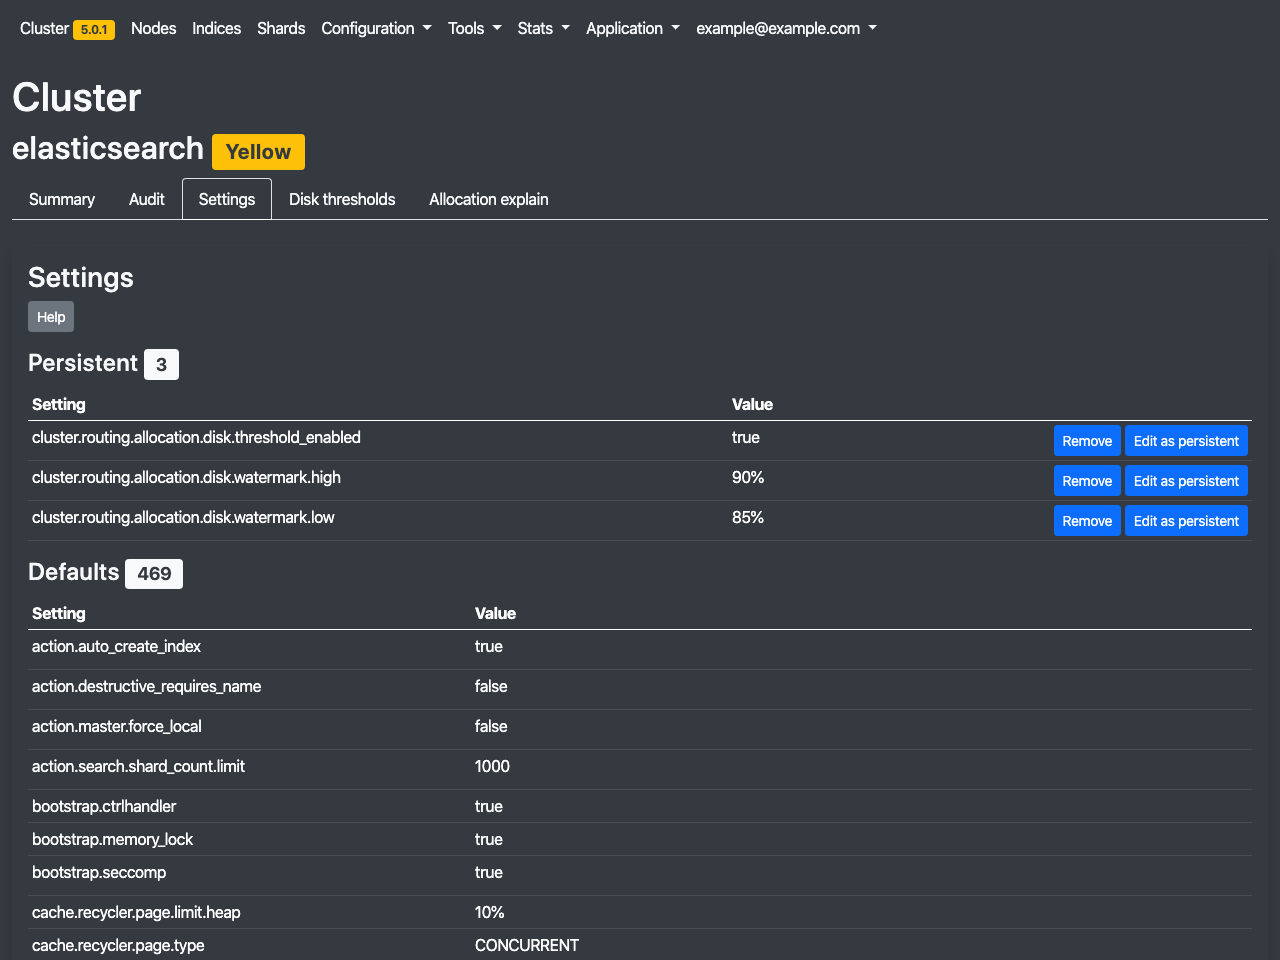 Cluster 5.0.1 Nodes Indices Shards Configuration Tools Stats Application example@example.com
Cluster
elasticsearch Yellow
Summary Audit Settings Disk thresholds Allocation explain
Settings
Help
Persistent 3
Setting Value
cluster.routing.allocation.disk.threshold_enabled true Remove Edit as persistent
cluster.routing.allocation.disk.watermark.high 90% Remove Edit as persistent
cluster.routing.allocation.disk.watermark.low 85% Remove Edit as persistent
Defaults 469
Setting Value
action.auto_create_index true
action.destructive_requires_name false
action.master.force_local false
action.search.shard_count.limit 1000
bootstrap.ctrlhandler true
bootstrap.memory_lock true
bootstrap.seccomp true
cache.recycler.page.limit.heap 10%
cache.recycler.page.type CONCURRENT